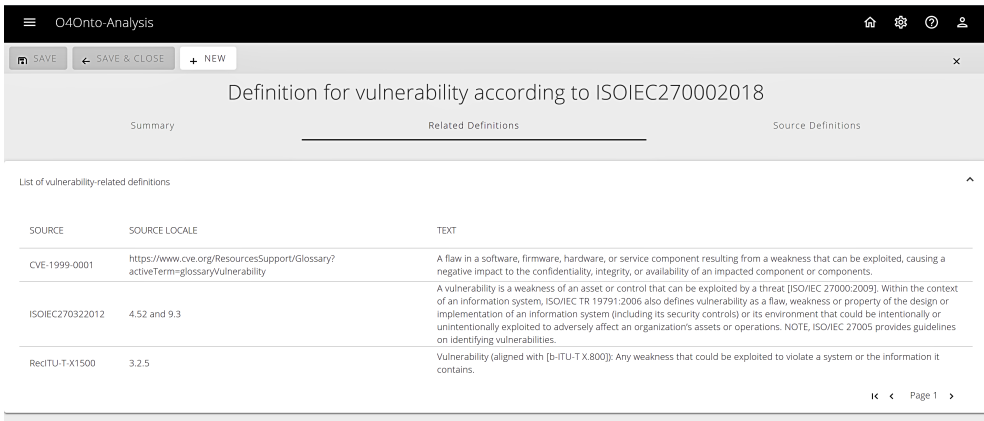 O4Onto-Analysis
SAVE
SAVE & CLOSE
+ NEW
Definition for vulnerability according to ISOIEC270002018
Summary
Related Definitions
Source Definitions
List of vulnerability-related definitions
SOURCE
SOURCE LOCALE
TEXT
CVE-1999-0001
https://www.cve.org/ResourcesSupport/Glossary?
activeTerm=glossaryVulnerability
A flaw in a software, firmware, hardware, or service component resulting from a weakness that can be exploited, causing a
negative impact to the confidentiality, integrity, or availability of an impacted component or components.
ISOIEC270322012
4.52 and 9.3
A vulnerability is a weakness of an asset or control that can be exploited by a threat [ISO/IEC 27000:2009]. Within the context
of an information system, ISO/IEC TR 19791:2006 also defines vulnerability as a flaw, weakness or property of the design or
implementation of an information system (including its security controls) or its environment that could be intentionally or
unintentionally exploited to adversely affect an organization's assets or operations. NOTE, ISO/IEC 27005 provides guidelines
on identifying vulnerabilities.
RecITU-T-X1500
3.2.5
Vulnerability (aligned with [b-ITU-T X.800]): Any weakness that could be exploited to violate a system or the information it
contains.
Page 1